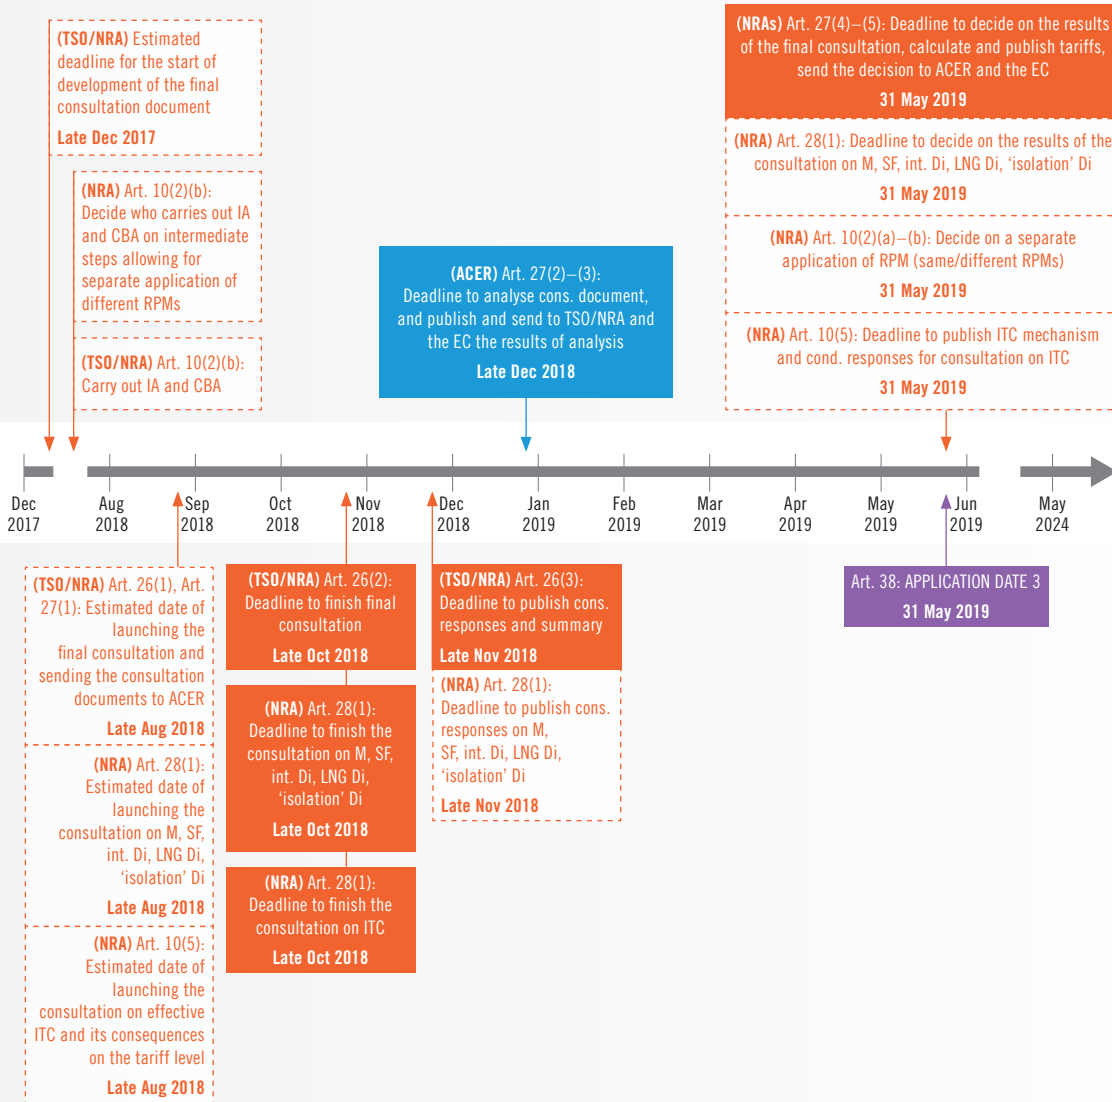 (TSO/NRA) Estimated
deadline for the start of
development of the final
consultation document
Late Dec 2017
(NRA) Art. 10(2)(b):
Decide who carries out IA
and CBA on intermediate
steps allowing for
separate application of
different RPMs
(TSO/NRA) Art. 10(2)(b):
Carry out IA and CBA
(ACER) Art. 27(2)–(3):
Deadline to analyse cons. document,
and publish and send to TSO/NRA and
the EC the results of analysis
Late Dec 2018
(NRAs) Art. 27(4)–(5): Deadline to decide on the results
of the final consultation, calculate and publish tariffs,
send the decision to ACER and the EC
31 May 2019
(NRA) Art. 28(1): Deadline to decide on the results of the
consultation on M, SF, int. Di, LNG Di, ‘isolation’ Di
31 May 2019
(NRA) Art. 10(2)(a)–(b): Decide on a separate
application of RPM (same/different RPMs)
31 May 2019
(NRA) Art. 10(5): Deadline to publish ITC mechanism
and cond. responses for consultation on ITC
31 May 2019
Dec
2017
Aug
2018
Sep
2018
Oct
2018
Nov
2018
Dec
2018
Jan
2019
Feb
2019
Mar
2019
Apr
2019
May
2019
Jun
2019
May
2024
(TSO/NRA) Art. 26(1), Art.
27(1): Estimated date of
launching the
final consultation and
sending the consultation
documents to ACER
Late Aug 2018
(NRA) Art. 28(1):
Estimated date of
launching the
consultation on M, SF,
int. Di, LNG Di,
‘isolation’ Di
Late Aug 2018
(NRA) Art. 10(5):
Estimated date of
launching the
consultation on effective
ITC and its consequences
on the tariff level
Late Aug 2018
(TSO/NRA) Art. 26(2):
Deadline to finish final
consultation
Late Oct 2018
(NRA) Art. 28(1):
Deadline to finish the
consultation on M, SF,
int. Di, LNG Di,
‘isolation’ Di
Late Oct 2018
(NRA) Art. 28(1):
Deadline to finish the
consultation on ITC
Late Oct 2018
(TSO/NRA) Art. 26(3):
Deadline to publish cons.
responses and summary
Late Nov 2018
(NRA) Art. 28(1):
Deadline to publish cons.
responses on M,
SF, int. Di, LNG Di,
‘isolation’ Di
Late Nov 2018
Art. 38: APPLICATION DATE 3
31 May 2019